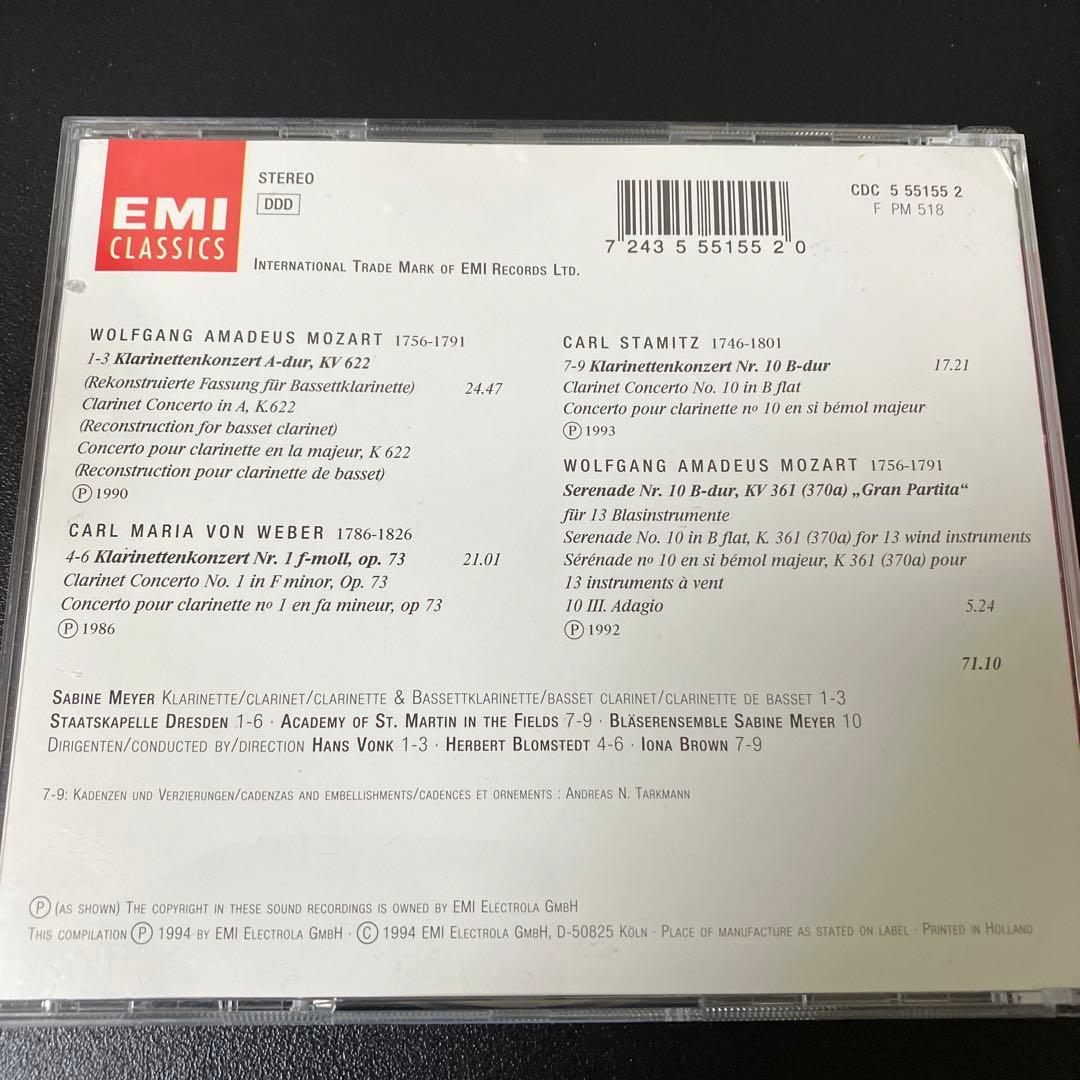 EMI
CLASSICS
STEREO
DDD
INTERNATIONAL TRADE MARK OF EMI RECORDS LTD.
7 243 5 55155 2 0
CDC 5 55155 2
F PM 518
WOLFGANG AMADEUS MOZART 1756-1791
1-3 Klarinettenkonzert A-dur, KV 622
(Rekonstruierte Fassung für Bassettklarinette) 24.47
Clarinet Concerto in A, K.622
(Reconstruction for basset clarinet)
Concerto pour clarinette en la majeur, K 622
(Reconstruction pour clarinette de basset)
Ⓟ 1990
CARL MARIA VON WEBER 1786-1826
4-6 Klarinettenkonzert Nr. 1 f-moll, op. 73 21.01
Clarinet Concerto No. 1 in F minor, Op. 73
Concerto pour clarinette nº 1 en fa mineur, op 73
Ⓟ 1986
CARL STAMITZ 1746-1801
7-9 Klarinettenkonzert Nr. 10 B-dur 17.21
Clarinet Concerto No. 10 in B flat
Concerto pour clarinette nº 10 en si bémol majeur
Ⓟ 1993
WOLFGANG AMADEUS MOZART 1756-1791
Serenade Nr. 10 B-dur, KV 361 (370a) „Gran Partita“
für 13 Blasinstrumente
Serenade No. 10 in B flat, K. 361 (370a) for 13 wind instruments
Sérénade nº 10 en si bémol majeur, K 361 (370a) pour
13 instruments à vent
10 III. Adagio 5.24
Ⓟ 1992
71.10
SABINE MEYER KLARINETTE/CLARINET/CLARINETTE & BASSETTKLARINETTE/BASSET CLARINET/CLARINETTE DE BASSET 1-3
STAATSKAPELLE DRESDEN 1-6 · ACADEMY OF ST. MARTIN IN THE FIELDS 7-9 · BLÄSERENSEMBLE SABINE MEYER 10
DIRIGENTEN/CONDUCTED BY/DIRECTION HANS VONK 1-3 · HERBERT BLOMSTEDT 4-6 · IONA BROWN 7-9
7-9: KADENZEN UND VERZIERUNGEN/CADENZAS AND EMBELLISHMENTS/CADENCES ET ORNEMENTS : ANDREAS N. TARKMANN
Ⓟ (AS SHOWN) THE COPYRIGHT IN THESE SOUND RECORDINGS IS OWNED BY EMI ELECTROLA GMBH
THIS COMPILATION Ⓟ 1994 BY EMI ELECTROLA GMBH · © 1994 EMI ELECTROLA GMBH, D-50825 KÖLN · PLACE OF MANUFACTURE AS STATED ON LABEL · PRINTED IN HOLLAND